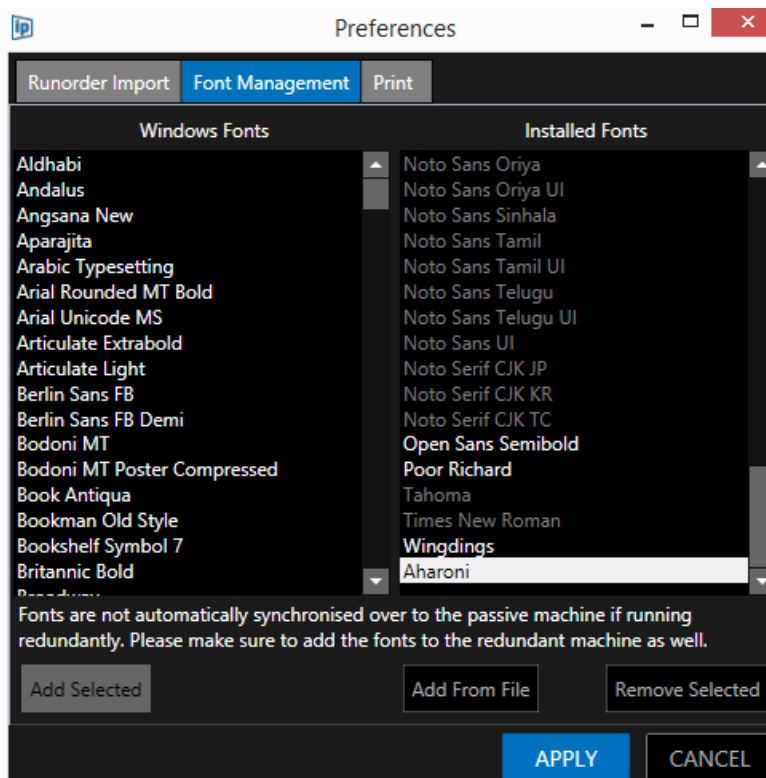 ip
Preferences
Runorder Import
Font Management
Print
Windows Fonts
Aldhabi
Andalus
Angsana New
Aparajita
Arabic Typesetting
Arial Rounded MT Bold
Arial Unicode MS
Articulate Extrabold
Articulate Light
Berlin Sans FB
Berlin Sans FB Demi
Bodoni MT
Bodoni MT Poster Compressed
Book Antiqua
Bookman Old Style
Bookshelf Symbol 7
Britannic Bold
Broadway
Installed Fonts
Noto Sans Oriya
Noto Sans Oriya UI
Noto Sans Sinhala
Noto Sans Tamil
Noto Sans Tamil UI
Noto Sans Telugu
Noto Sans Telugu UI
Noto Sans UI
Noto Serif CJK JP
Noto Serif CJK KR
Noto Serif CJK TC
Open Sans Semibold
Poor Richard
Tahoma
Times New Roman
Wingdings
Aharoni
Fonts are not automatically synchronised over to the passive machine if running
redundantly. Please make sure to add the fonts to the redundant machine as well.
Add Selected
Add From File
Remove Selected
APPLY
CANCEL